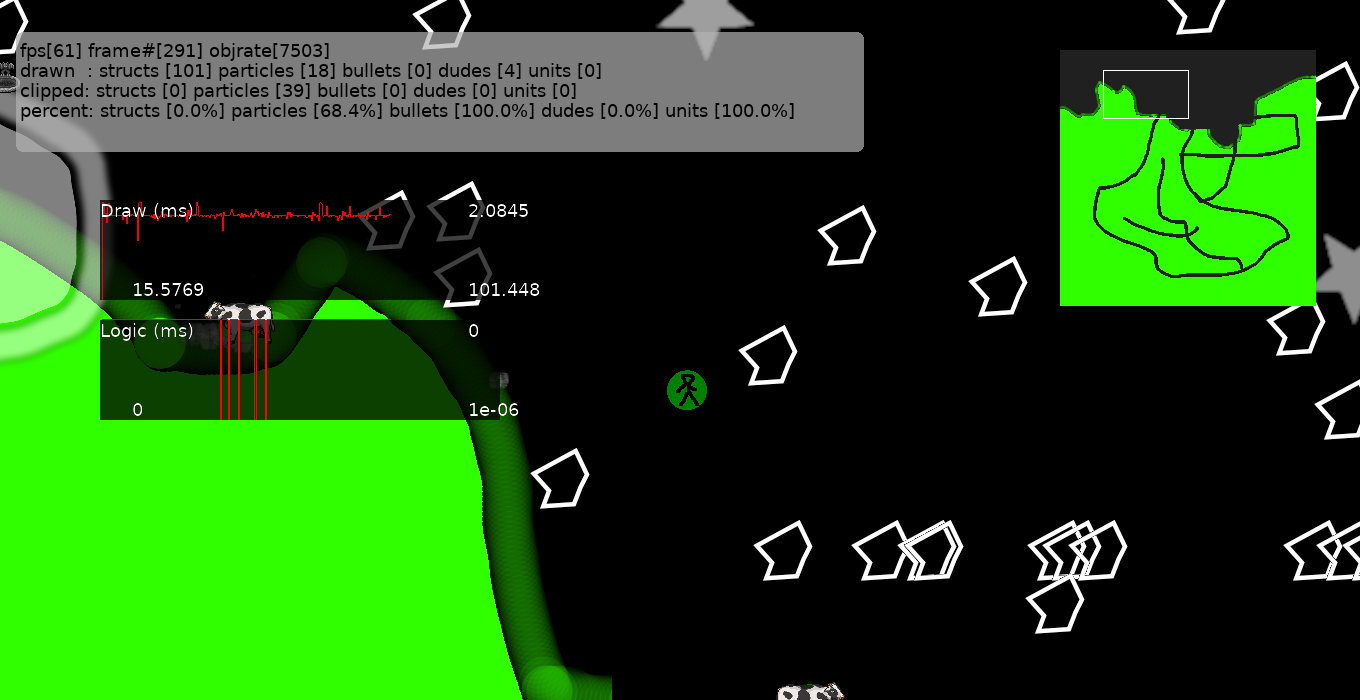 fps[61] frame#[291] objrate[7503]
drawn  : structs [101] particles [18] bullets [0] dudes [4] units [0]
clipped: structs [0] particles [39] bullets [0] dudes [0] units [0]
percent: structs [0.0%] particles [68.4%] bullets [100.0%] dudes [0.0%] units [100.0%]
Draw (ms) 2.0845
15.5769 101.448
Logic (ms) 0
0 1e-06